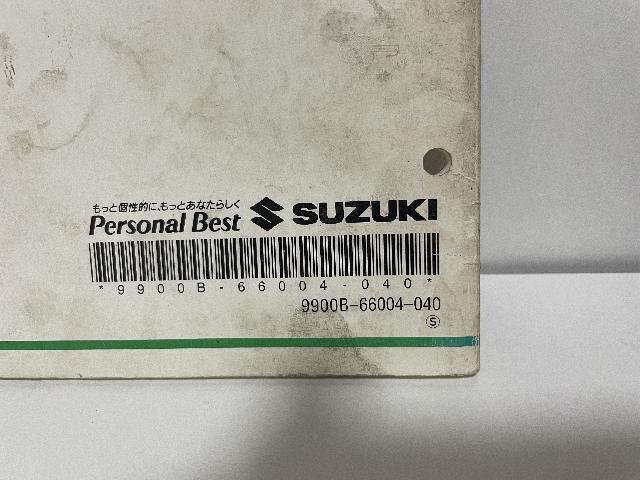 もっと個性的に、もっとあなたらしく
Personal Best SUZUKI
*9900B-66004-040*
9900B-66004-040
Ⓢ